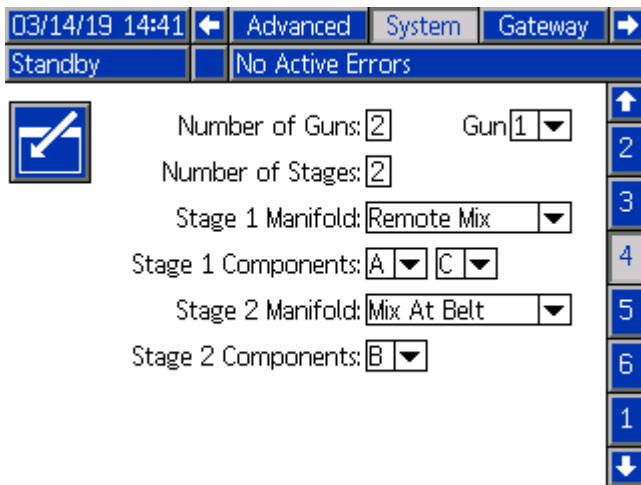 03/14/19 14:41 Advanced System Gateway
Standby No Active Errors
Number of Guns: 2 Gun 1
Number of Stages: 2
Stage 1 Manifold: Remote Mix
Stage 1 Components: A C
Stage 2 Manifold: Mix At Belt
Stage 2 Components: B
2
3
4
5
6
1